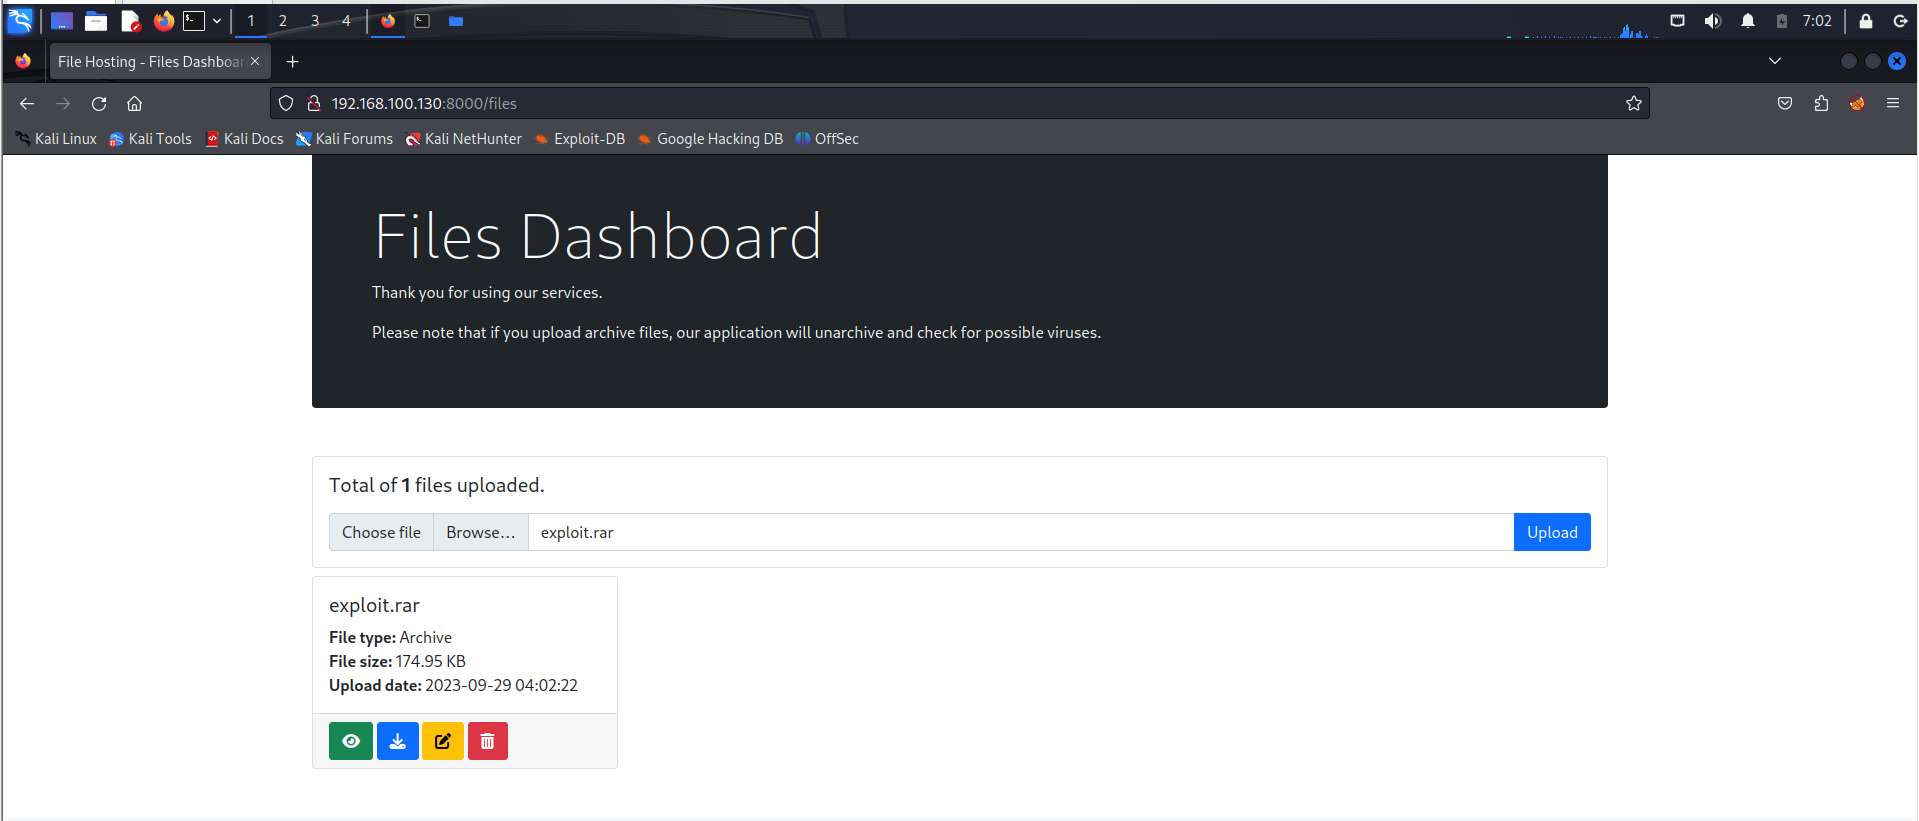 1 2 3 4 7:02
File Hosting - Files Dashboar
192.168.100.130:8000/files
Kali Linux Kali Tools Kali Docs Kali Forums Kali NetHunter Exploit-DB Google Hacking DB OffSec
Files Dashboard
Thank you for using our services.
Please note that if you upload archive files, our application will unarchive and check for possible viruses.
Total of 1 files uploaded.
Choose file Browse... exploit.rar Upload
exploit.rar
File type: Archive
File size: 174.95 KB
Upload date: 2023-09-29 04:02:22